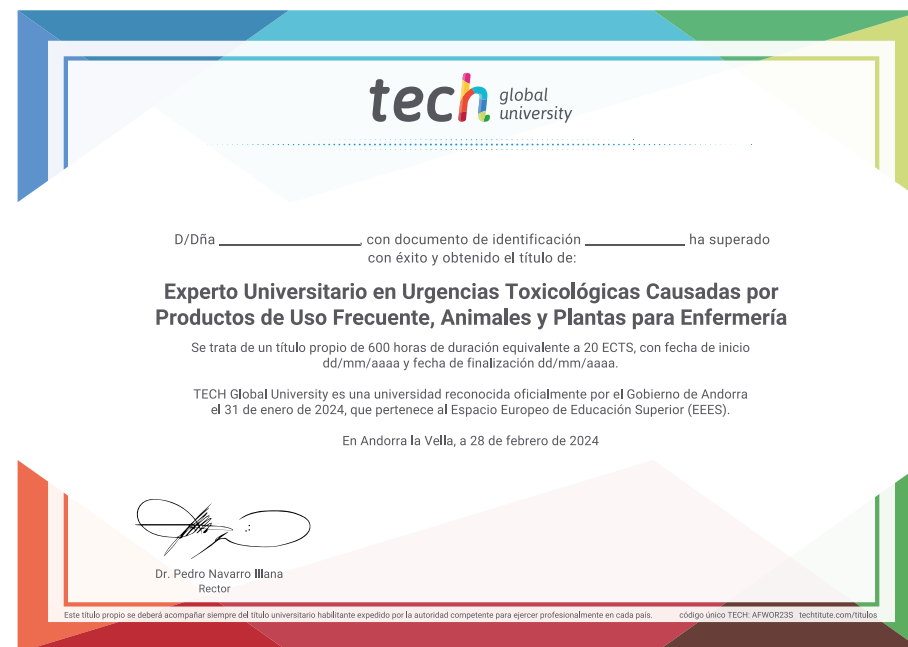 tech global university
D/Dña ____________, con documento de identificación ____________ ha superado
con éxito y obtenido el título de:
Experto Universitario en Urgencias Toxicológicas Causadas por
Productos de Uso Frecuente, Animales y Plantas para Enfermería
Se trata de un título propio de 600 horas de duración equivalente a 20 ECTS, con fecha de inicio
dd/mm/aaaa y fecha de finalización dd/mm/aaaa.
TECH Global University es una universidad reconocida oficialmente por el Gobierno de Andorra
el 31 de enero de 2024, que pertenece al Espacio Europeo de Educación Superior (EEES).
En Andorra la Vella, a 28 de febrero de 2024
Dr. Pedro Navarro Illana
Rector
Este título propio se deberá acompañar siempre del título universitario habilitante expedido por la autoridad competente para ejercer profesionalmente en cada país. código único TECH: AFWOR23S techtitute.com/titulos